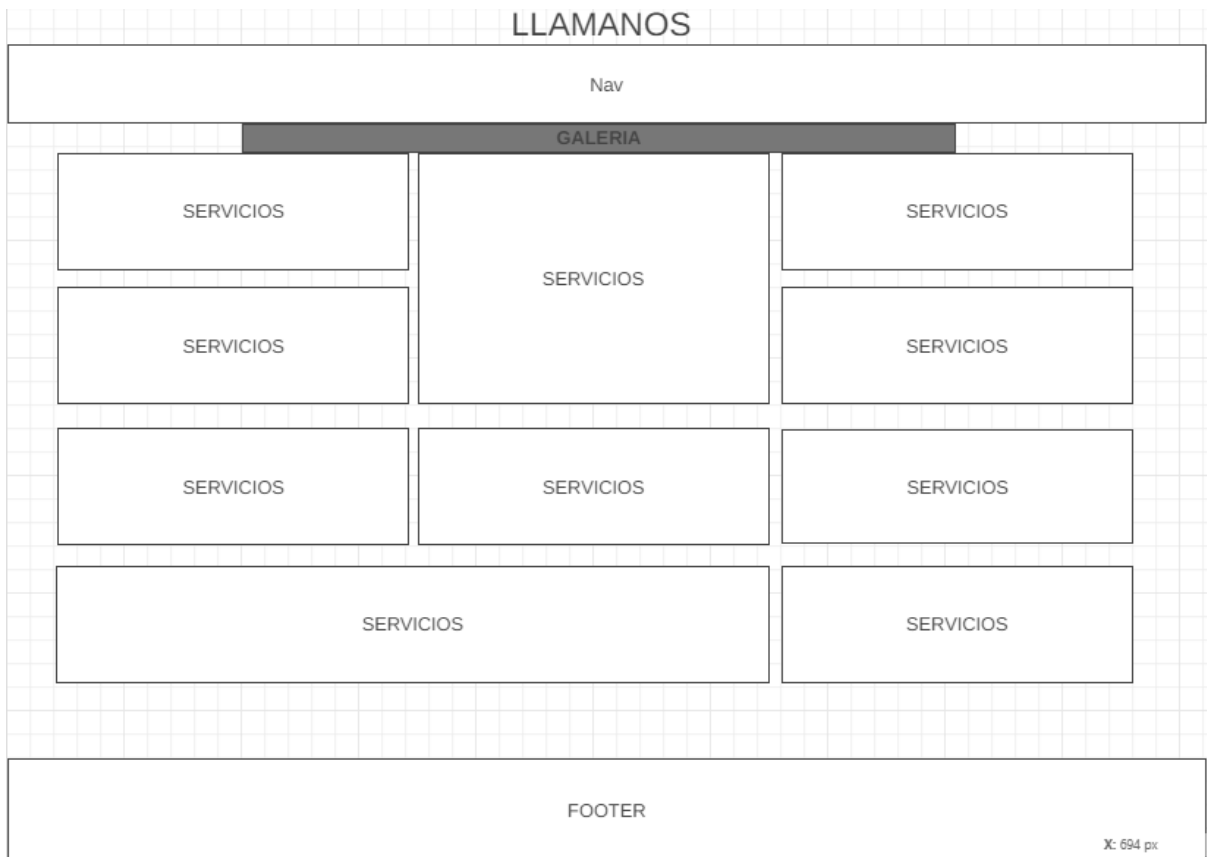 LLAMANOS
Nav
GALERIA
SERVICIOS
SERVICIOS
SERVICIOS
SERVICIOS
SERVICIOS
SERVICIOS
SERVICIOS
SERVICIOS
SERVICIOS
SERVICIOS
FOOTER
X: 694 px